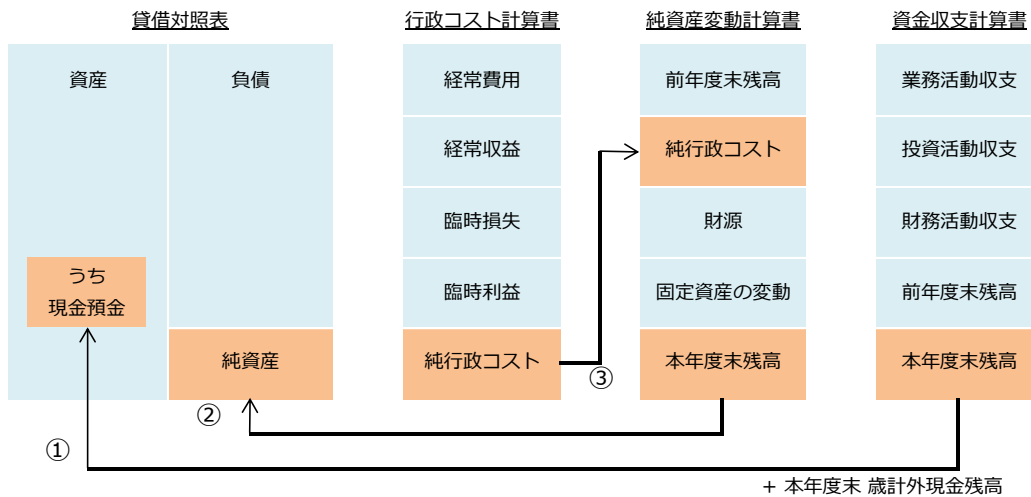 貸借対照表
資産
負債
うち
現金預金
純資産
行政コスト計算書
経常費用
経常収益
臨時損失
臨時利益
純行政コスト
純資産変動計算書
前年度末残高
純行政コスト
財源
固定資産の変動
本年度末残高
資金収支計算書
業務活動収支
投資活動収支
財務活動収支
前年度末残高
本年度末残高
③
②
①
+ 本年度末 歳計外現金残高